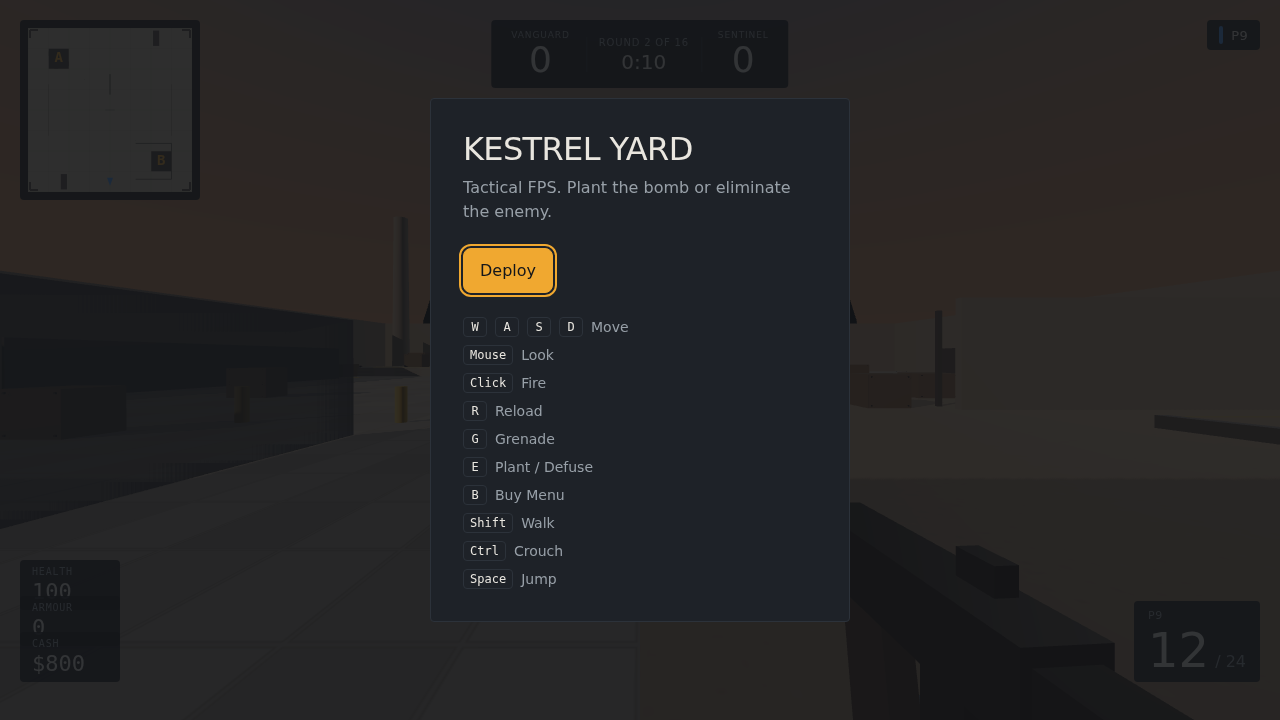 A
B
VANGUARD
0
ROUND 2 OF 16
0:10
SENTINEL
0
P9
KESTREL YARD
Tactical FPS. Plant the bomb or eliminate
the enemy.
Deploy
W A S D Move
Mouse Look
Click Fire
R Reload
G Grenade
E Plant / Defuse
B Buy Menu
Shift Walk
Ctrl Crouch
Space Jump
HEALTH
100
ARMOUR
0
CASH
$800
P9
12 / 24